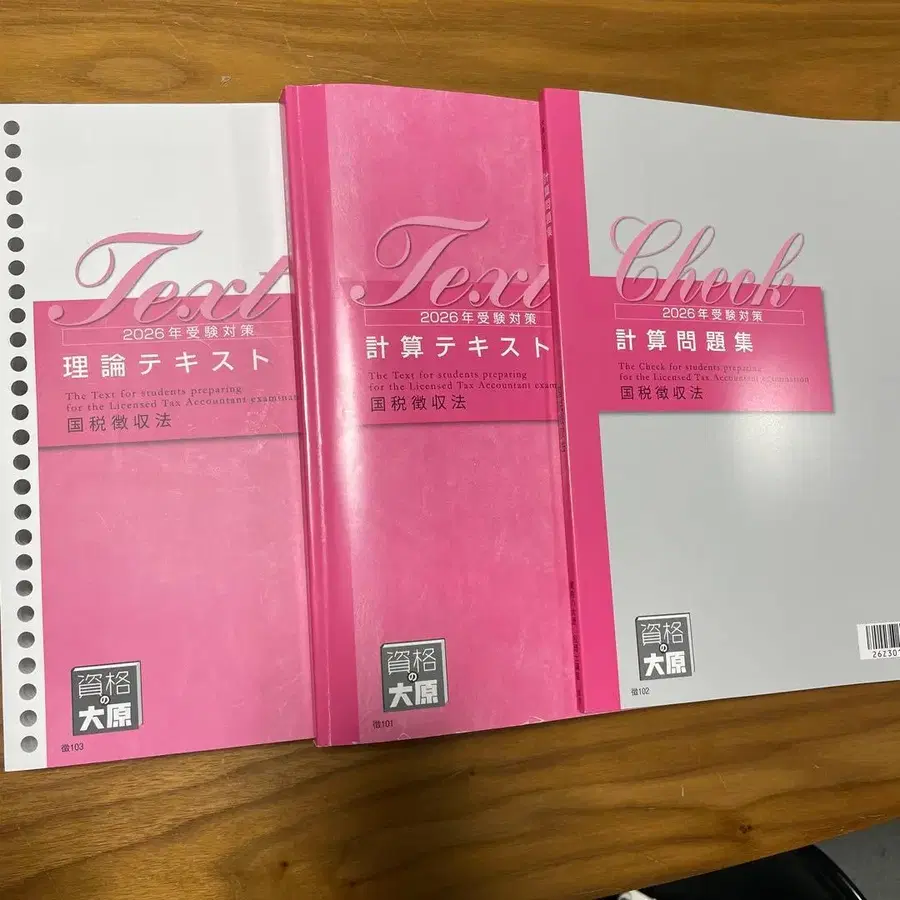 Text
2026年受験対策
理論テキスト
The Text for students preparing
for the Licensed Tax Accountant
国税徴収法
資格
の
大原
徴103
Text
2026年受験対策
計算テキスト
The Text for students preparing
for the Licensed Tax Accountant
国税徴収法
資格
の
大原
徴101
計算問題集
Check
2026年受験対策
計算問題集
The Check for students preparing
for the Licensed Tax Accountant examination
国税徴収法
資格
の
大原
徴102